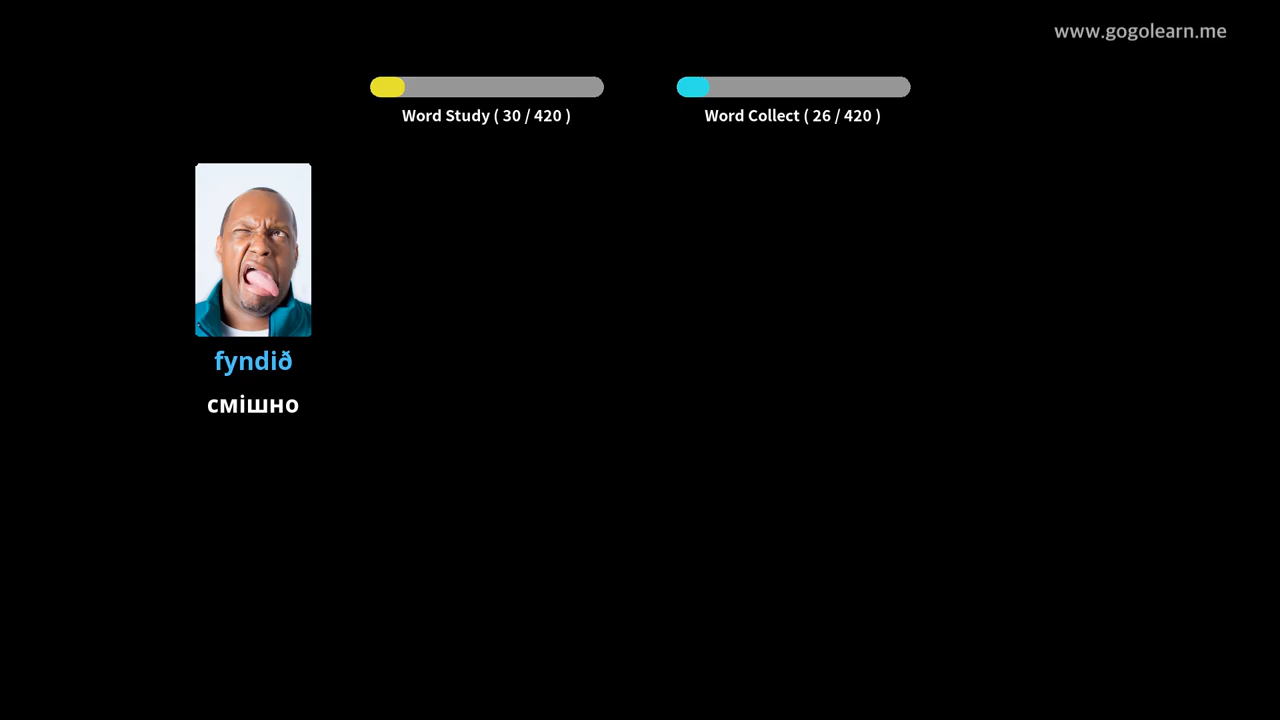 www.gogolearn.me
Word Study ( 30 / 420 )
Word Collect ( 26 / 420 )
fyndið
смішно